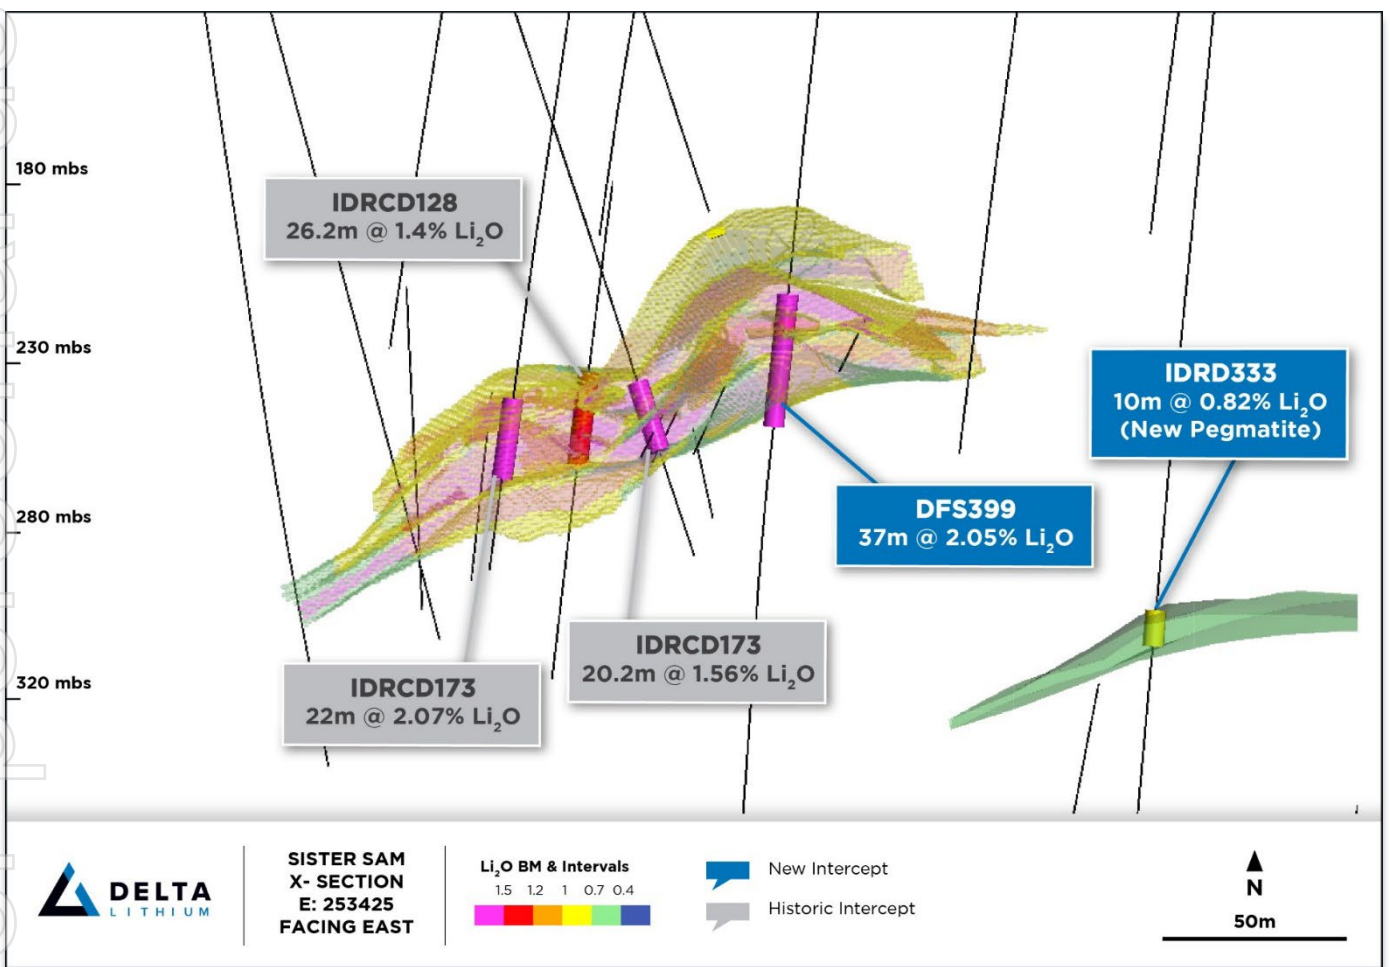 180 mbs
230 mbs
280 mbs
320 mbs
IDRCD128
26.2m @ 1.4% Li₂O
IDRD333
10m @ 0.82% Li₂O
(New Pegmatite)
DFS399
37m @ 2.05% Li₂O
IDRCD173
20.2m @ 1.56% Li₂O
IDRCD173
22m @ 2.07% Li₂O
DELTA
LITHIUM
SISTER SAM
X- SECTION
E: 253425
FACING EAST
Li₂O BM & Intervals
1.5 1.2 1 0.7 0.4
New Intercept
Historic Intercept
N
50m